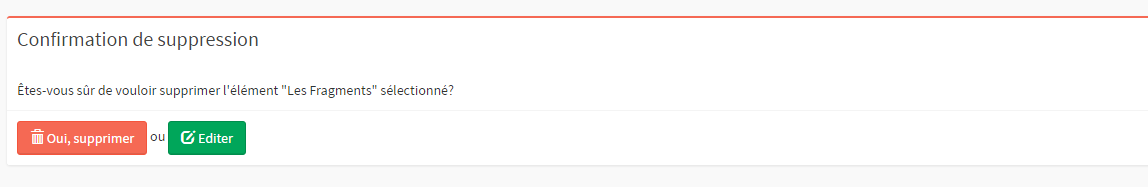 Confirmation de suppression
Êtes-vous sûr de vouloir supprimer l'élément "Les Fragments" sélectionné?
Oui, supprimer ou Editer